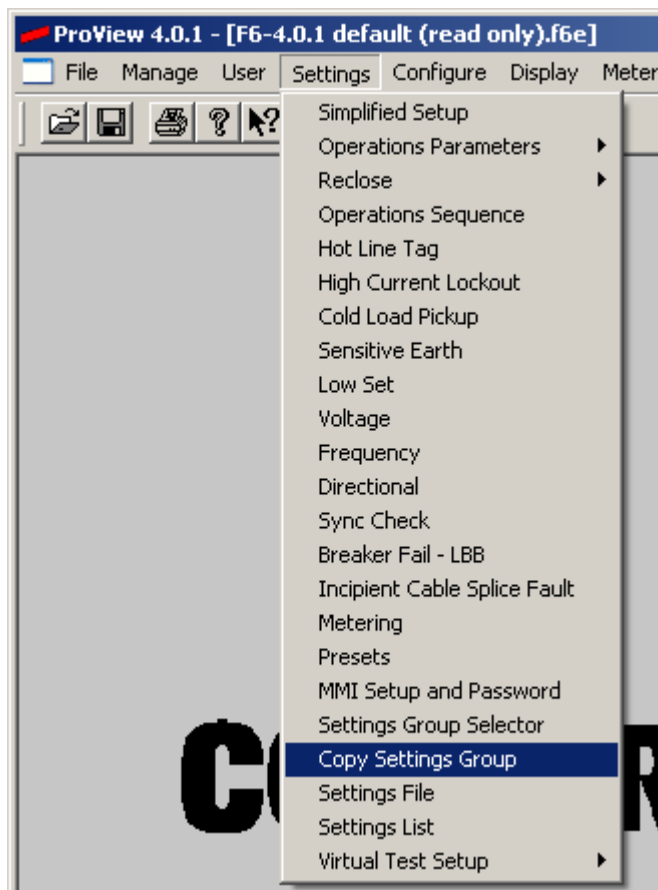 ProView 4.0.1 - [F6-4.0.1 default (read only).f6e]
File Manage User Settings Configure Display Meter
Simplified Setup
Operations Parameters
Reclose
Operations Sequence
Hot Line Tag
High Current Lockout
Cold Load Pickup
Sensitive Earth
Low Set
Voltage
Frequency
Directional
Sync Check
Breaker Fail - LBB
Incipient Cable Splice Fault
Metering
Presets
MMI Setup and Password
Settings Group Selector
Copy Settings Group
Settings File
Settings List
Virtual Test Setup